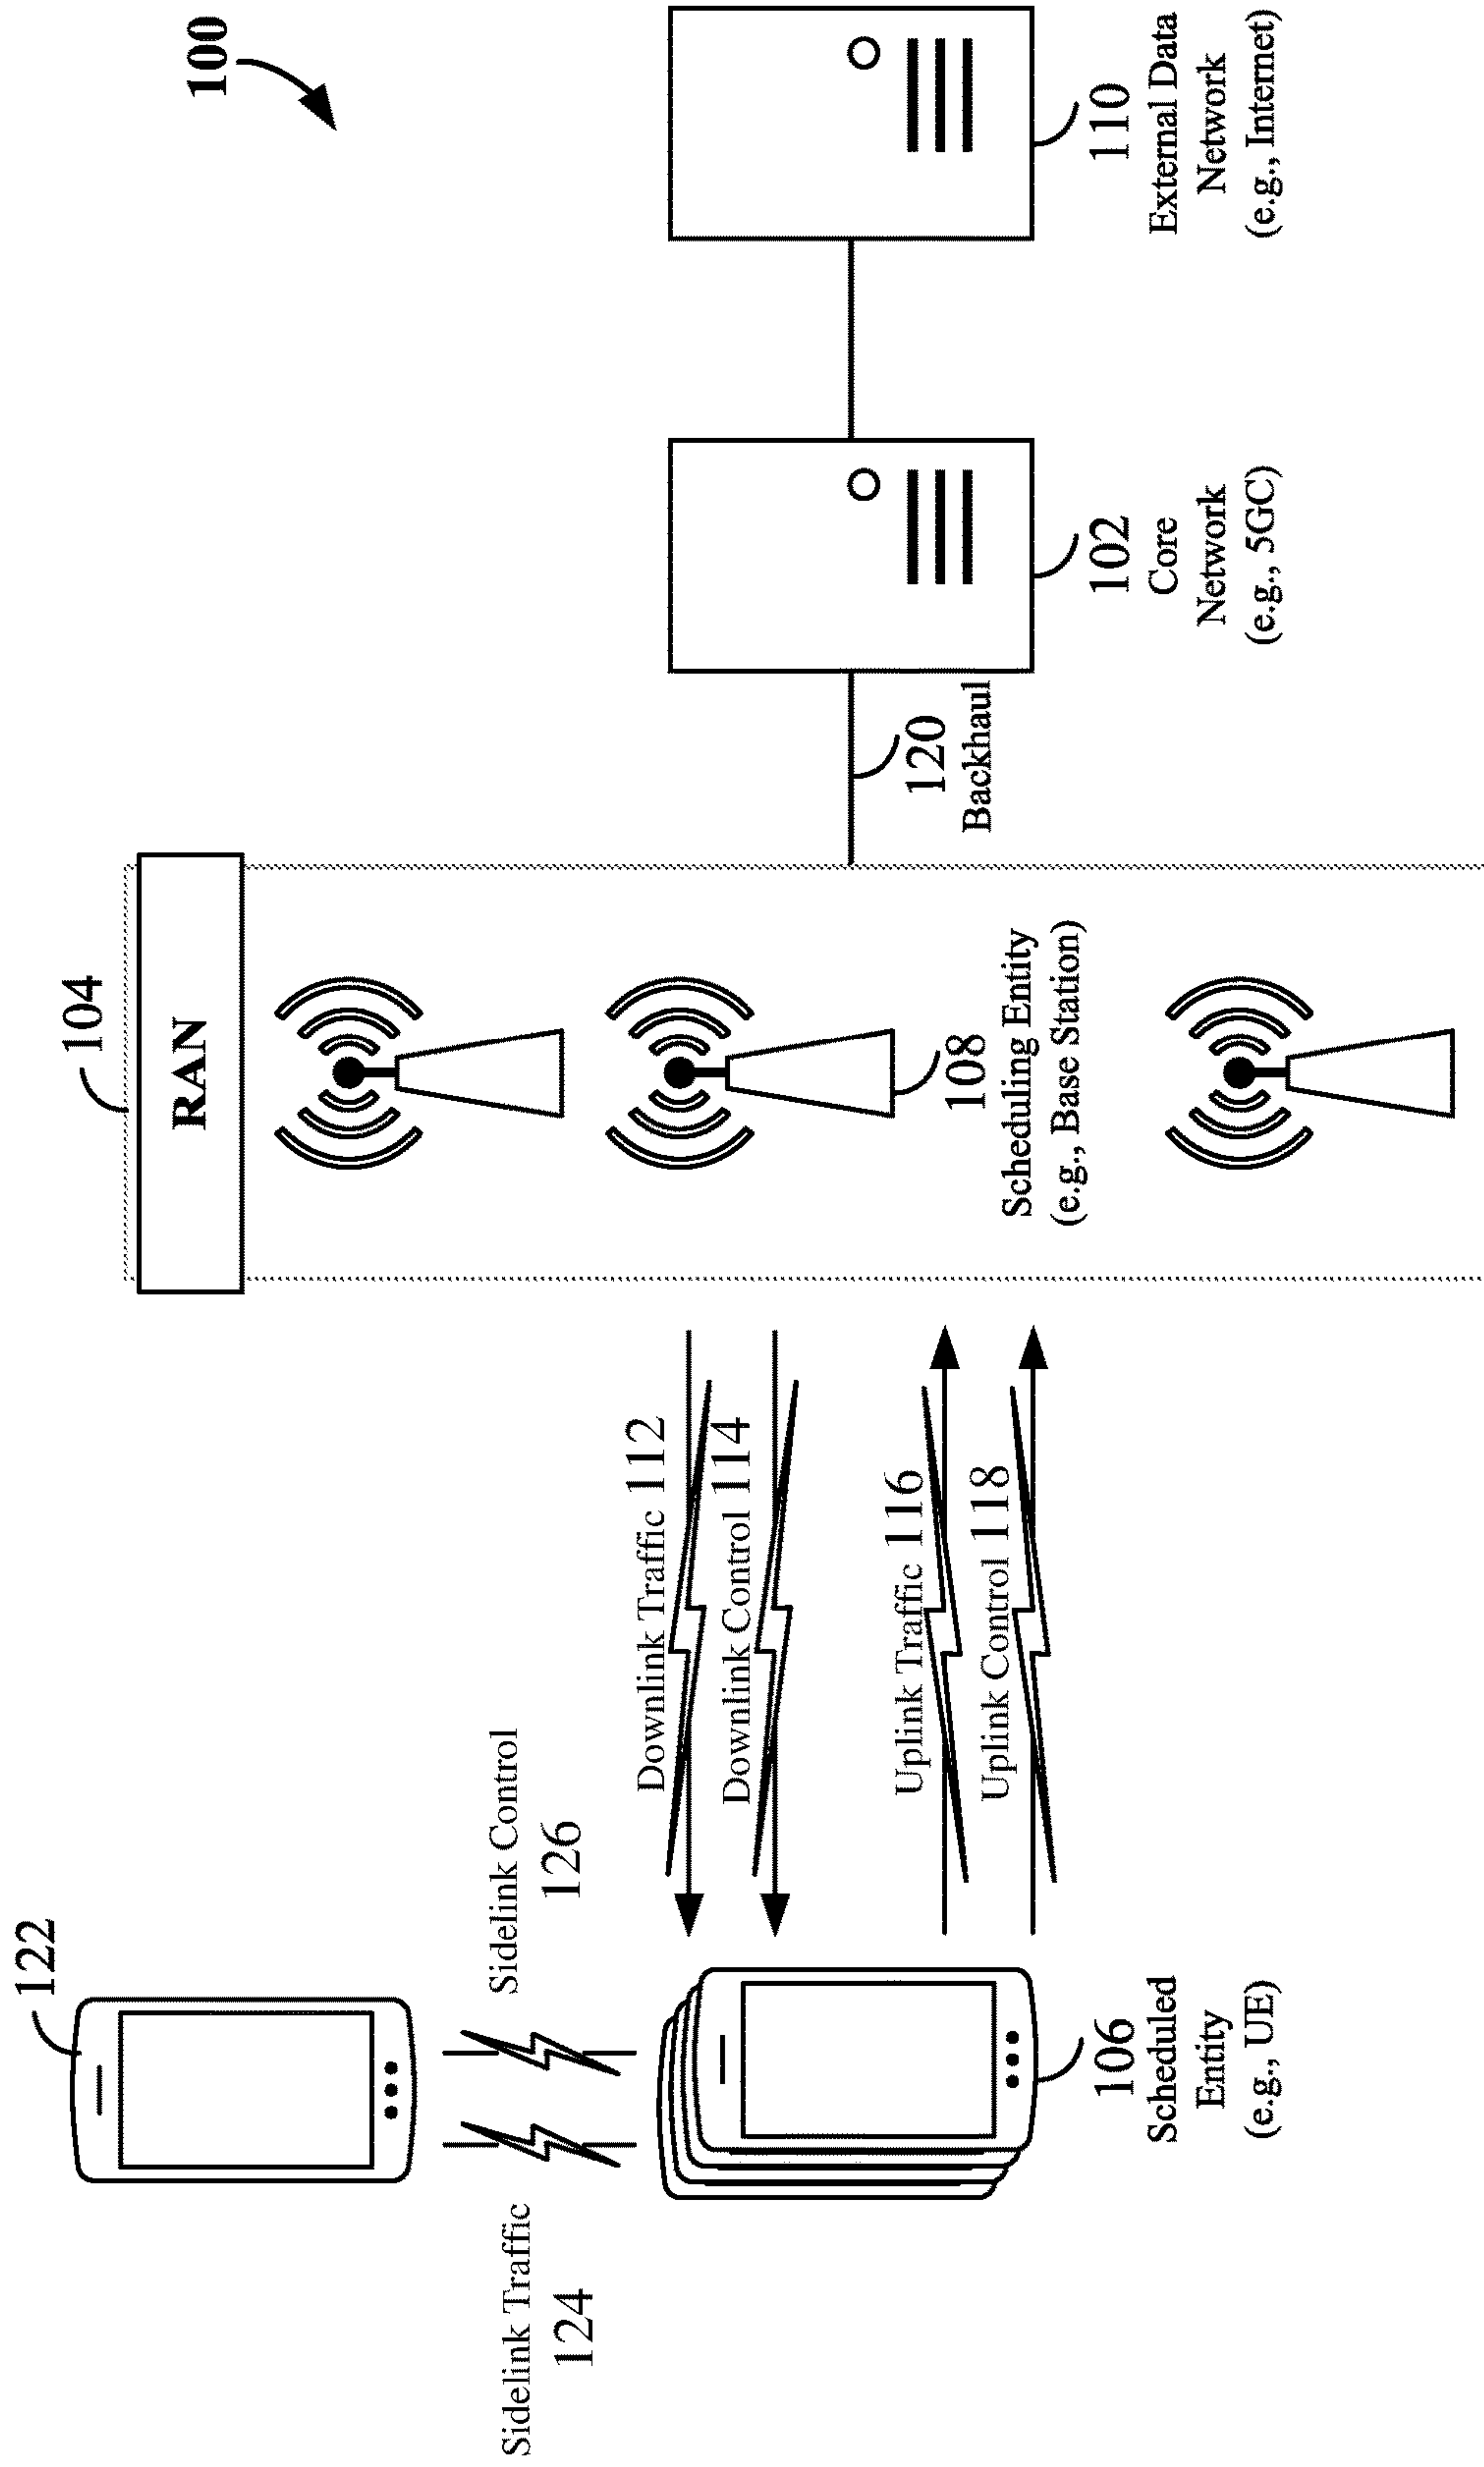 100
122
104
RAN
Sidelink Traffic
124
Sidelink Control
126
Downlink Traffic 112
Downlink Control 114
Uplink Traffic 116
Uplink Control 118
108
Scheduling Entity
(e.g., Base Station)
120
Backhaul
106
Scheduled
Entity
(e.g., UE)
102
Core
Network
(e.g., 5GC)
110
External Data
Network
(e.g., Internet)